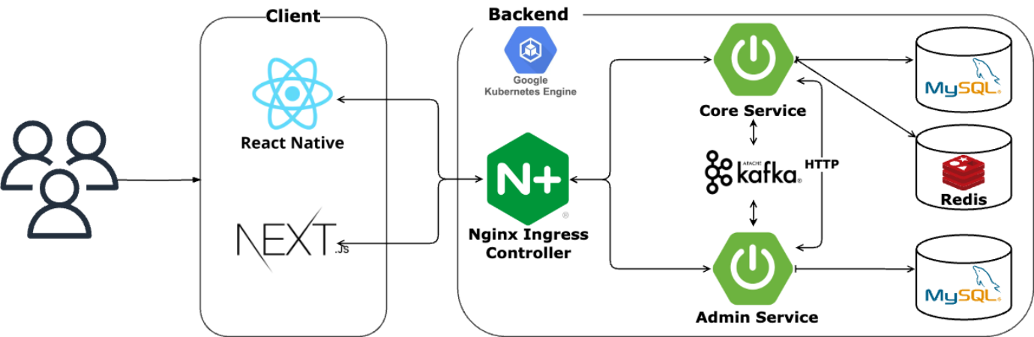 Client
React Native
NEXT
.JS
Backend
Google
Kubernetes Engine
N+
®
Nginx Ingress
Controller
Core Service
APACHE
kafka®
HTTP
Admin Service
MySQL®
Redis
MySQL®